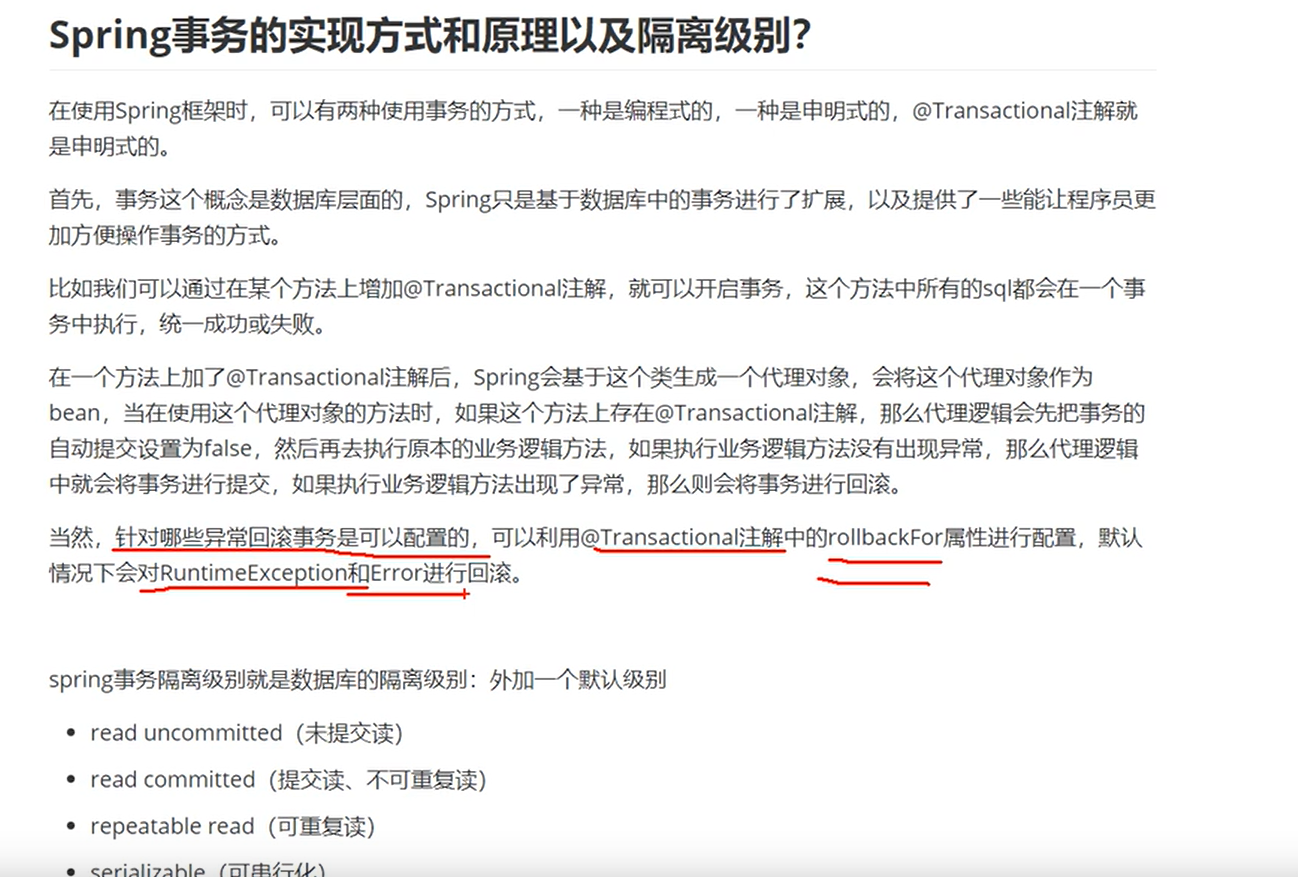 Spring事务的实现方式和原理以及隔离级别?
在使用Spring框架时，可以有两种使用事务的方式，一种是编程式的，一种是申明式的，@Transactional注解就
是申明式的。
首先，事务这个概念是数据库层面的，Spring只是基于数据库中的事务进行了扩展，以及提供了一些能让程序员更
加方便操作事务的方式。
比如我们可以通过在某个方法上增加@Transactional注解，就可以开启事务，这个方法中所有的sql都会在一个事
务中执行，统一成功或失败。
在一个方法上加了@Transactional注解后，Spring会基于这个类生成一个代理对象，会将这个代理对象作为
bean，当在使用这个代理对象的方法时，如果这个方法上存在@Transactional注解，那么代理逻辑会先把事务的
自动提交设置为false，然后再去执行原本的业务逻辑方法，如果执行业务逻辑方法没有出现异常，那么代理逻辑
中就会将事务进行提交，如果执行业务逻辑方法出现了异常，那么则会将事务进行回滚。
当然，针对哪些异常回滚事务是可以配置的，可以利用@Transactional注解中的rollbackFor属性进行配置，默认
情况下会对RuntimeException和Error进行回滚。
spring事务隔离级别就是数据库的隔离级别：外加一个默认级别
• read uncommitted（未提交读）
• read committed（提交读、不可重复读）
• repeatable read（可重复读）
• serializable（可串行化）